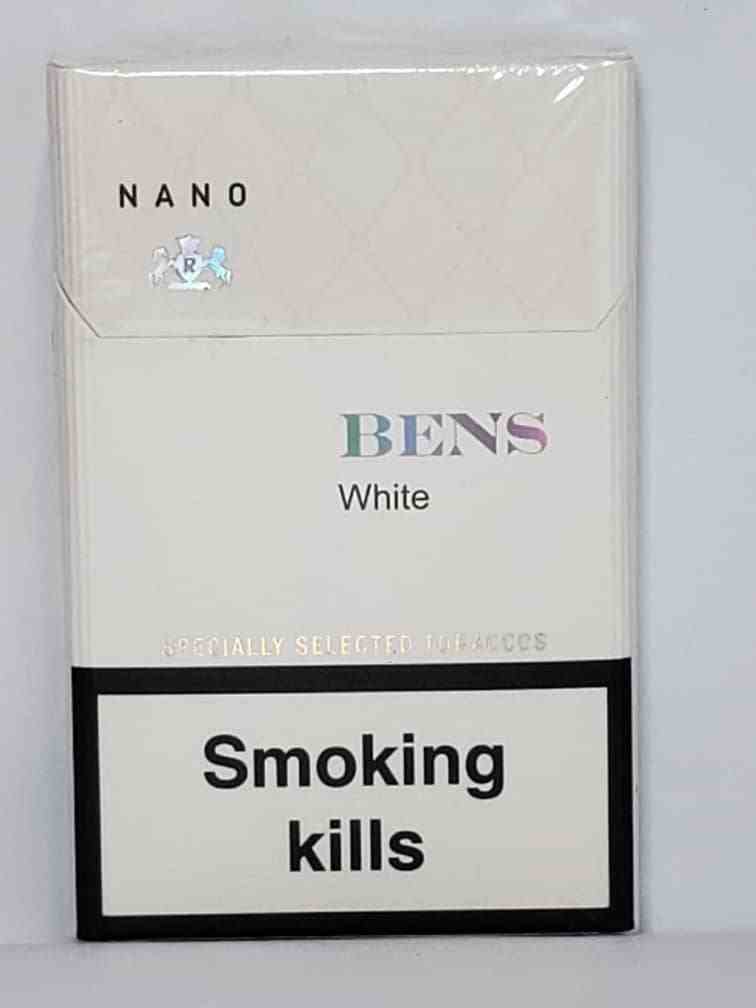 NANO
R
BENS
White
SPECIALLY SELECTED TOBACCOS
Smoking
kills